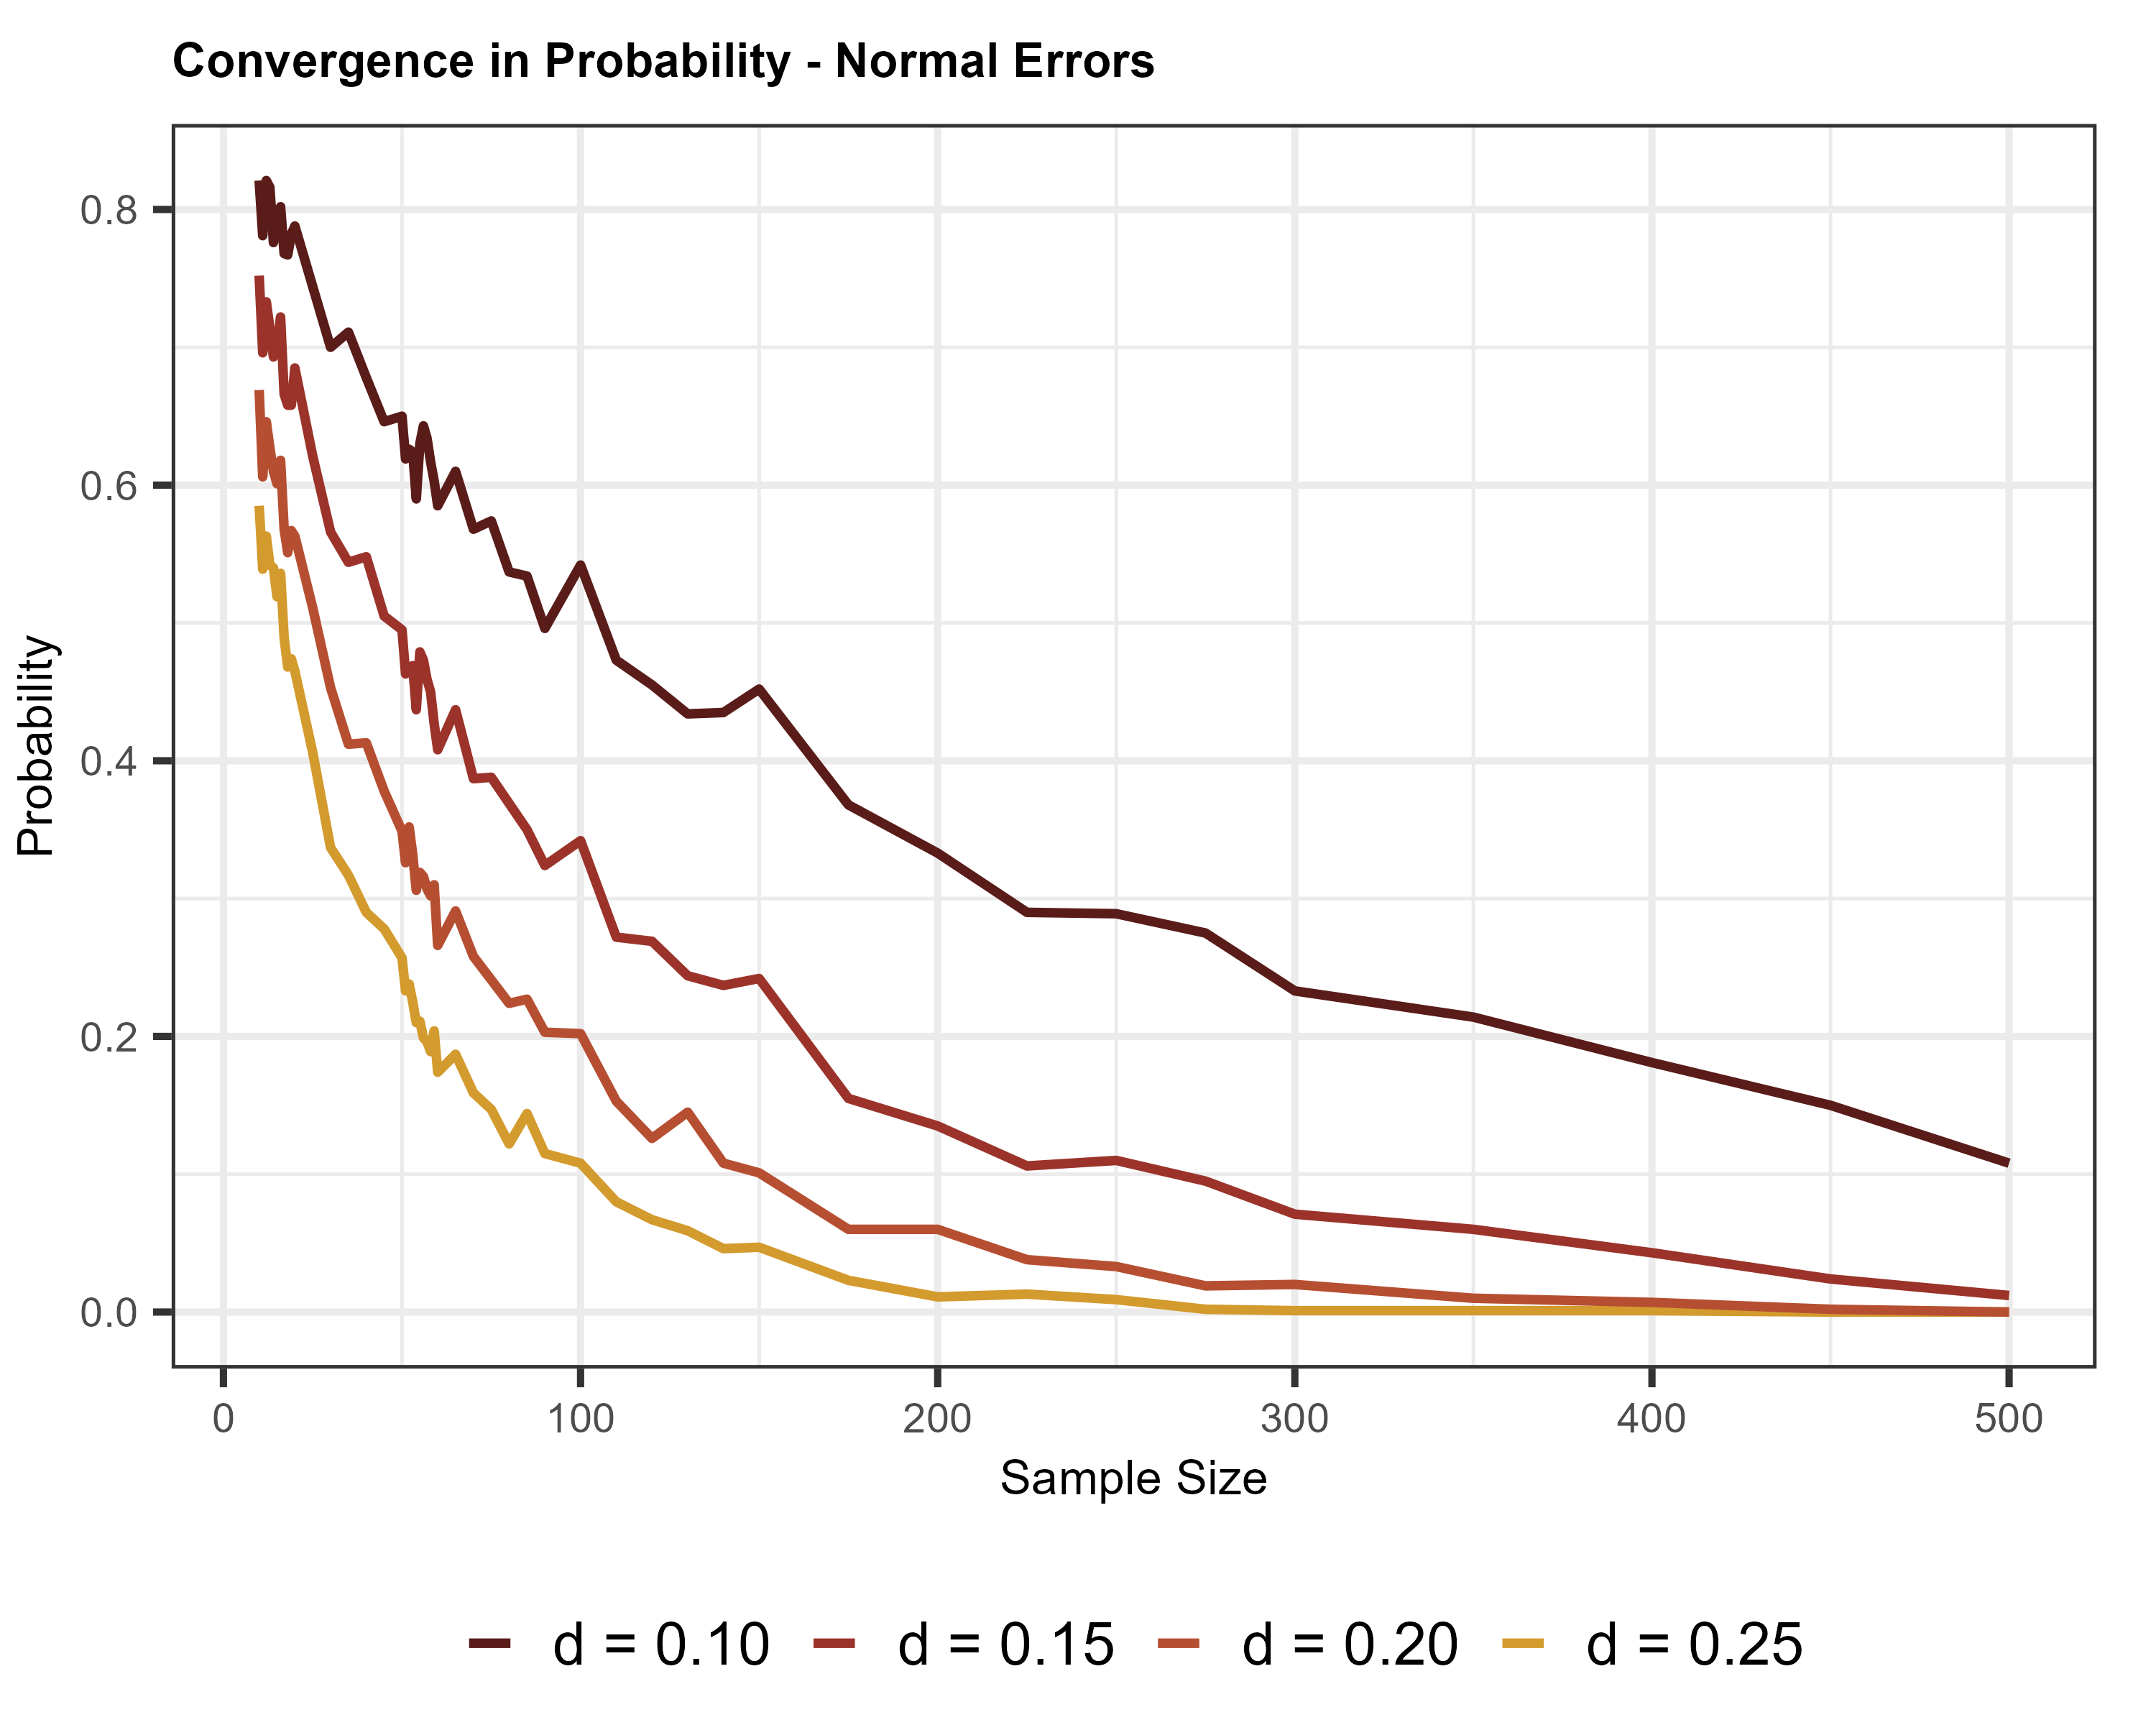 Convergence in Probability - Normal Errors
Probability
0.8
0.6
0.4
0.2
0.0
0 100 200 300 400 500
Sample Size
d = 0.10 d = 0.15 d = 0.20 d = 0.25